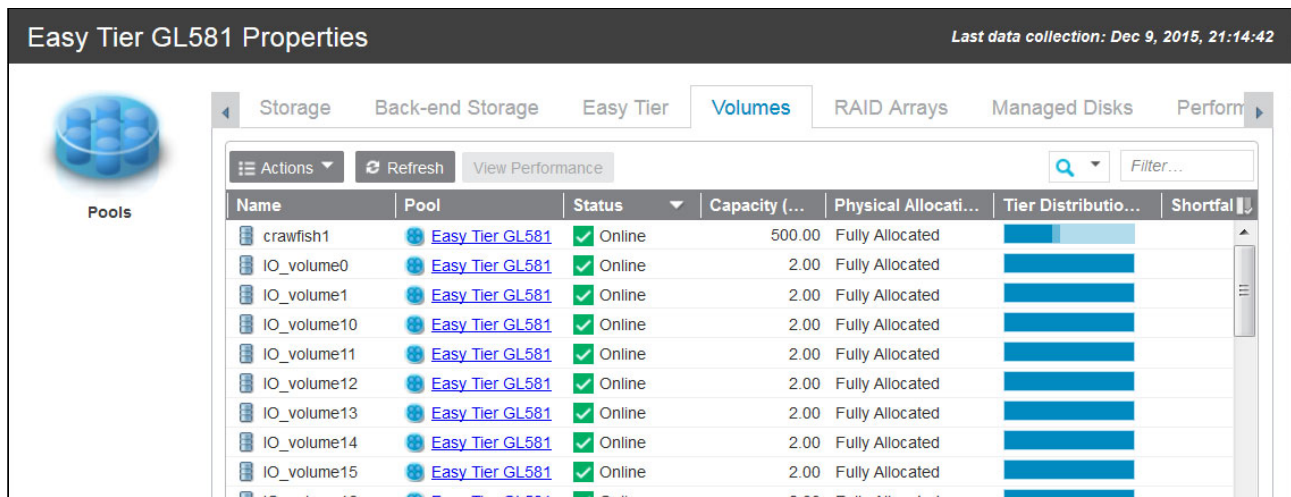 Easy Tier GL581 Properties
Last data collection: Dec 9, 2015, 21:14:42
Storage Back-end Storage Easy Tier Volumes RAID Arrays Managed Disks Perform
Actions Refresh View Performance Filter...
Pools
Name Pool Status Capacity (... Physical Allocati... Tier Distributio... Shortfal
crawfish1 Easy Tier GL581 Online 500.00 Fully Allocated
IO_volume0 Easy Tier GL581 Online 2.00 Fully Allocated
IO_volume1 Easy Tier GL581 Online 2.00 Fully Allocated
IO_volume10 Easy Tier GL581 Online 2.00 Fully Allocated
IO_volume11 Easy Tier GL581 Online 2.00 Fully Allocated
IO_volume12 Easy Tier GL581 Online 2.00 Fully Allocated
IO_volume13 Easy Tier GL581 Online 2.00 Fully Allocated
IO_volume14 Easy Tier GL581 Online 2.00 Fully Allocated
IO_volume15 Easy Tier GL581 Online 2.00 Fully Allocated